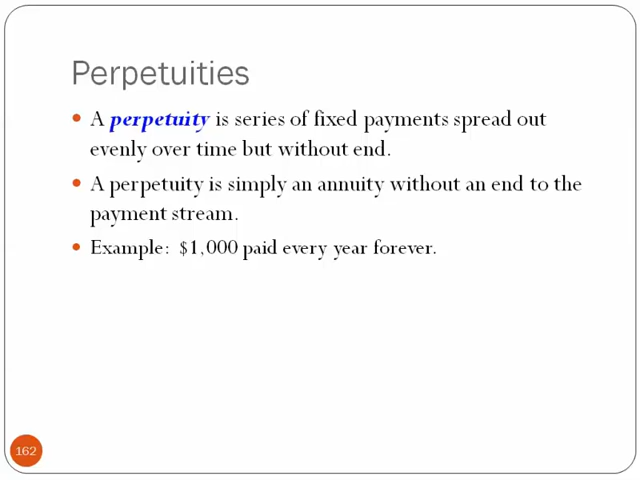 Perpetuities
• A perpetuity is series of fixed payments spread out
evenly over time but without end.
• A perpetuity is simply an annuity without an end to the
payment stream.
• Example: $1,000 paid every year forever.
162